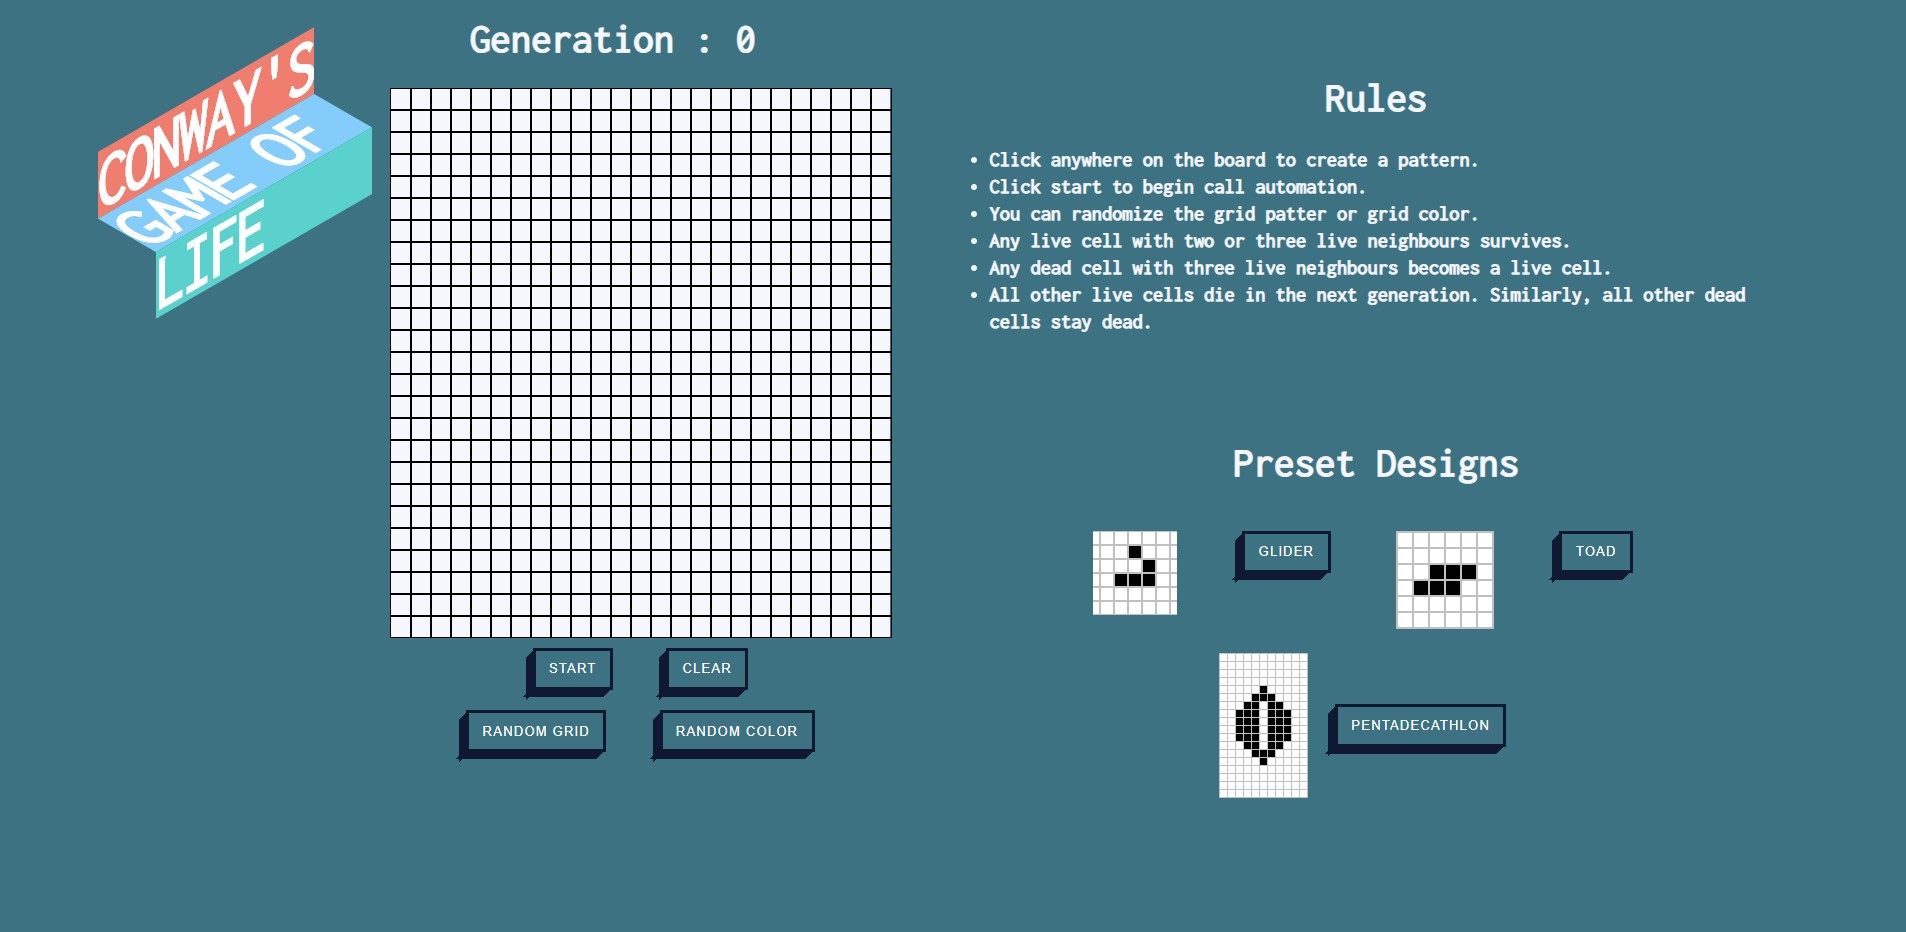 CONWAY'S
GAME OF
LIFE
Generation : 0
START
CLEAR
RANDOM GRID
RANDOM COLOR
Rules
• Click anywhere on the board to create a pattern.
• Click start to begin call automation.
• You can randomize the grid patter or grid color.
• Any live cell with two or three live neighbours survives.
• Any dead cell with three live neighbours becomes a live cell.
• All other live cells die in the next generation. Similarly, all other dead
cells stay dead.
Preset Designs
GLIDER
TOAD
PENTADECATHLON